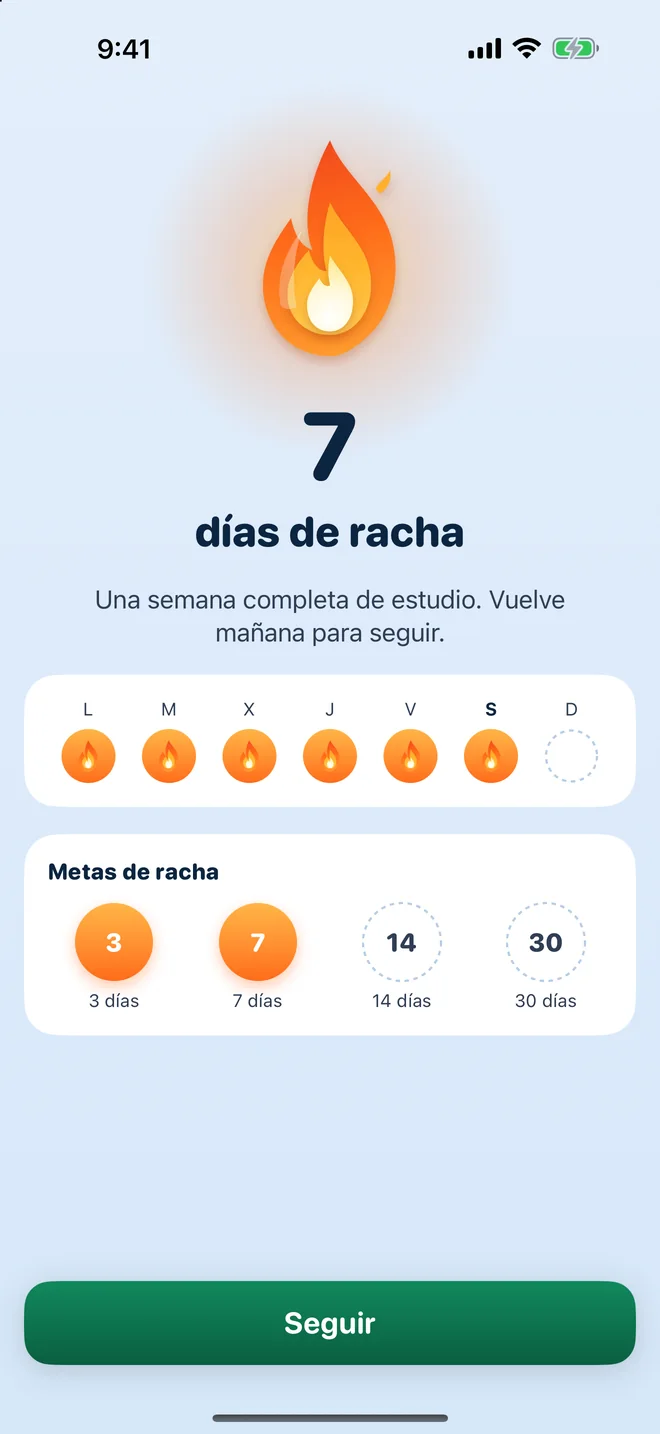 9:41
7
días de racha
Una semana completa de estudio. Vuelve
mañana para seguir.
L M X J V S D
Metas de racha
3 7 14 30
3 días 7 días 14 días 30 días
Seguir